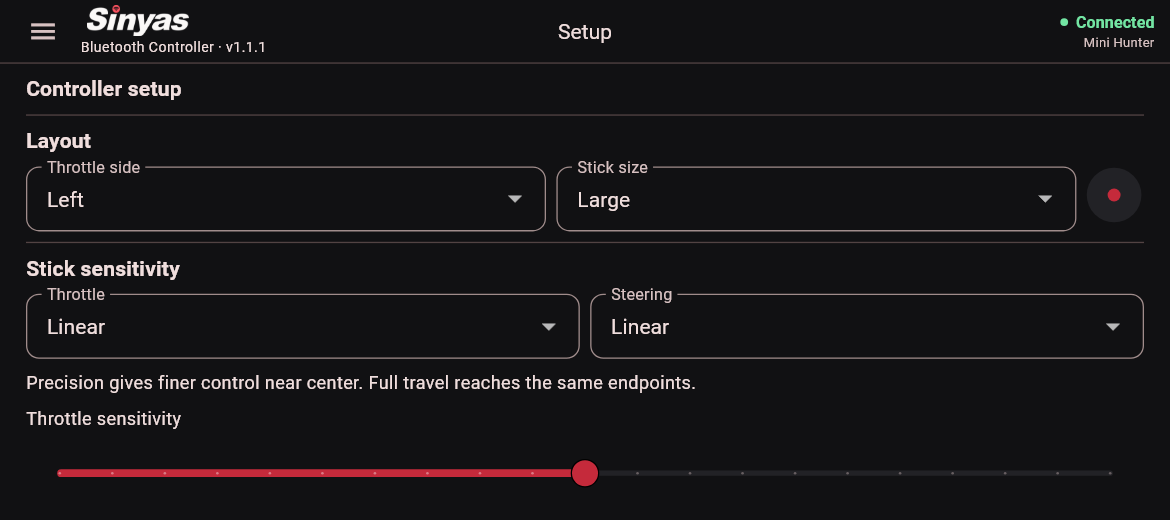 Sinyas
Bluetooth Controller · v1.1.1
Setup
Connected
Mini Hunter
Controller setup
Layout
Throttle side
Left
Stick size
Large
Stick sensitivity
Throttle
Linear
Steering
Linear
Precision gives finer control near center. Full travel reaches the same endpoints.
Throttle sensitivity